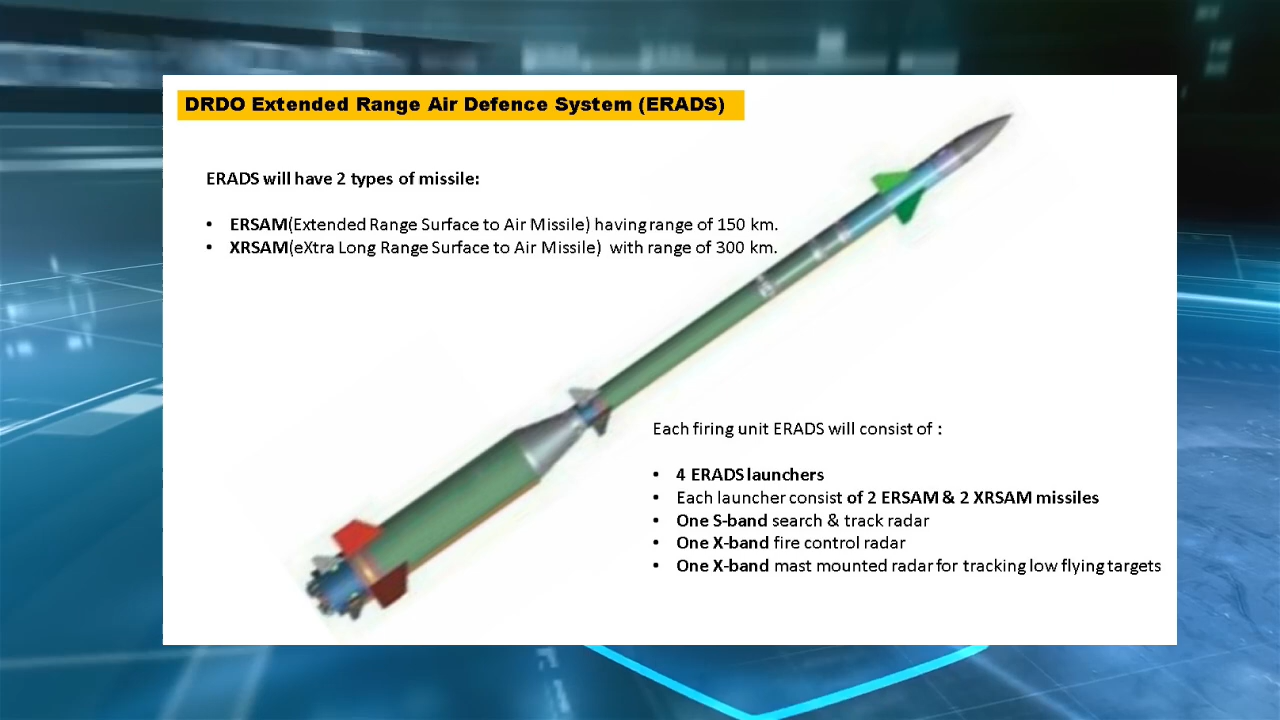 DRDO Extended Range Air Defence System (ERADS)
ERADS will have 2 types of missile:
• ERSAM(Extended Range Surface to Air Missile) having range of 150 km.
• XRSAM(eXtra Long Range Surface to Air Missile) with range of 300 km.
Each firing unit ERADS will consist of :
• 4 ERADS launchers
• Each launcher consist of 2 ERSAM & 2 XRSAM missiles
• One S-band search & track radar
• One X-band fire control radar
• One X-band mast mounted radar for tracking low flying targets